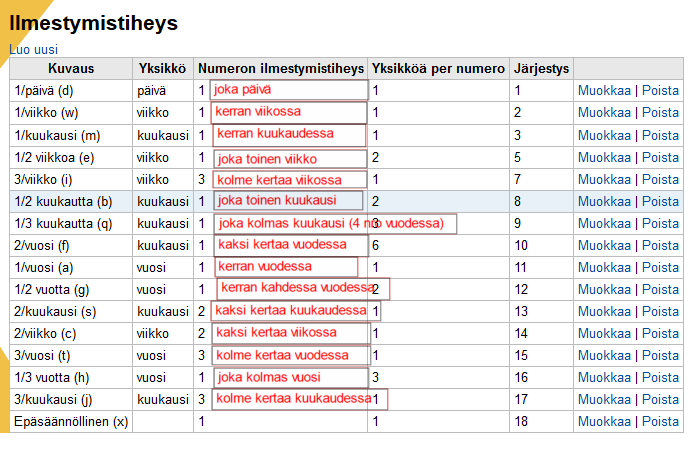 Ilmestymistiheys
Luo uusi
Kuvaus Yksikkö Numeron ilmestymistiheys Yksikköä per numero Järjestys
1/päivä (d) päivä 1 joka päivä 1 1 Muokkaa | Poista
1/viikko (w) viikko 1 kerran viikossa 1 2 Muokkaa | Poista
1/kuukausi (m) kuukausi 1 kerran kuukaudessa 1 3 Muokkaa | Poista
1/2 viikkoa (e) viikko 1 joka toinen viikko 2 5 Muokkaa | Poista
3/viikko (i) viikko 3 kolme kertaa viikossa 1 7 Muokkaa | Poista
1/2 kuukautta (b) kuukausi 1 joka toinen kuukausi 2 8 Muokkaa | Poista
1/3 kuukautta (q) kuukausi 1 joka kolmas kuukausi (4 nro vuodessa) 3 9 Muokkaa | Poista
2/vuosi (f) kuukausi 1 kaksi kertaa vuodessa 6 10 Muokkaa | Poista
1/vuosi (a) vuosi 1 kerran vuodessa 1 11 Muokkaa | Poista
1/2 vuotta (g) vuosi 1 kerran kahdessa vuodessa 2 12 Muokkaa | Poista
2/kuukausi (s) kuukausi 2 kaksi kertaa kuukaudessa 1 13 Muokkaa | Poista
2/viikko (c) viikko 2 kaksi kertaa viikossa 1 14 Muokkaa | Poista
3/vuosi (t) vuosi 3 kolme kertaa vuodessa 1 15 Muokkaa | Poista
1/3 vuotta (h) vuosi 1 joka kolmas vuosi 3 16 Muokkaa | Poista
3/kuukausi (j) kuukausi 3 kolme kertaa kuukaudessa 1 17 Muokkaa | Poista
Epäsäännöllinen (x) 1 1 18 Muokkaa | Poista